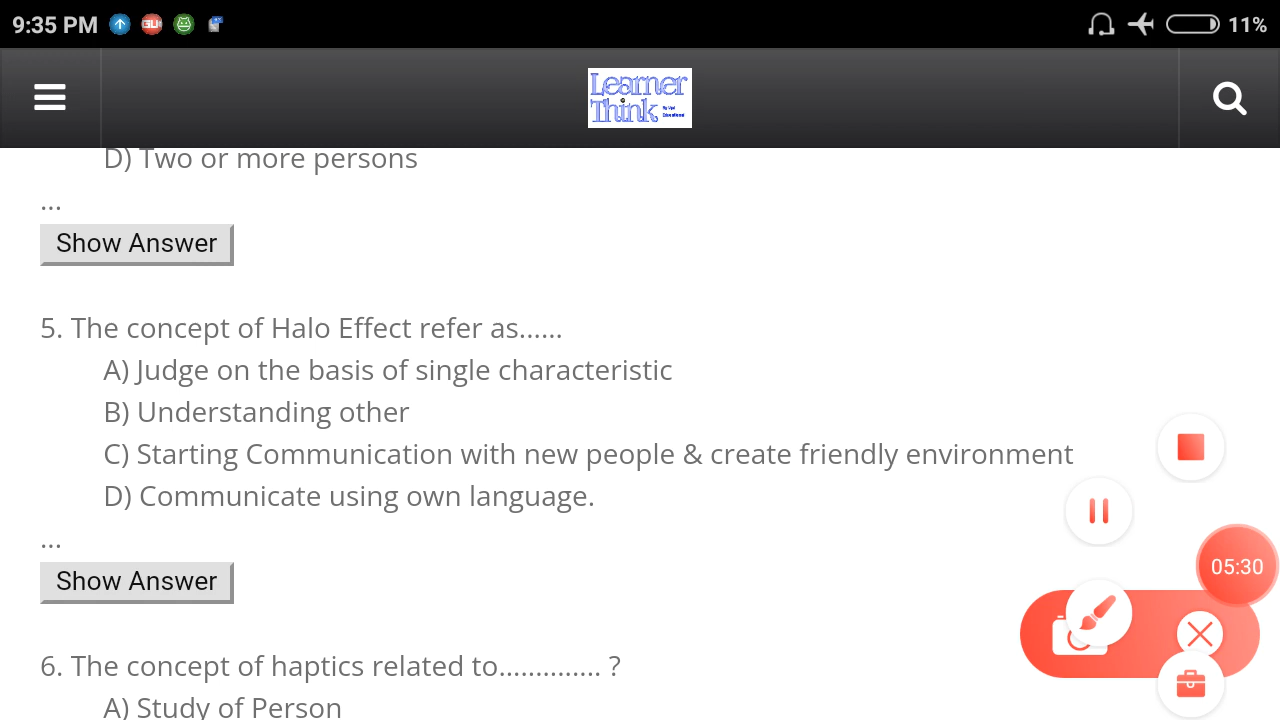 9:35 PM
11%
Learner
Think
D) Two or more persons
...
Show Answer
5. The concept of Halo Effect refer as......
A) Judge on the basis of single characteristic
B) Understanding other
C) Starting Communication with new people & create friendly environment
D) Communicate using own language.
...
Show Answer
05:30
6. The concept of haptics related to.............. ?
A) Study of Person